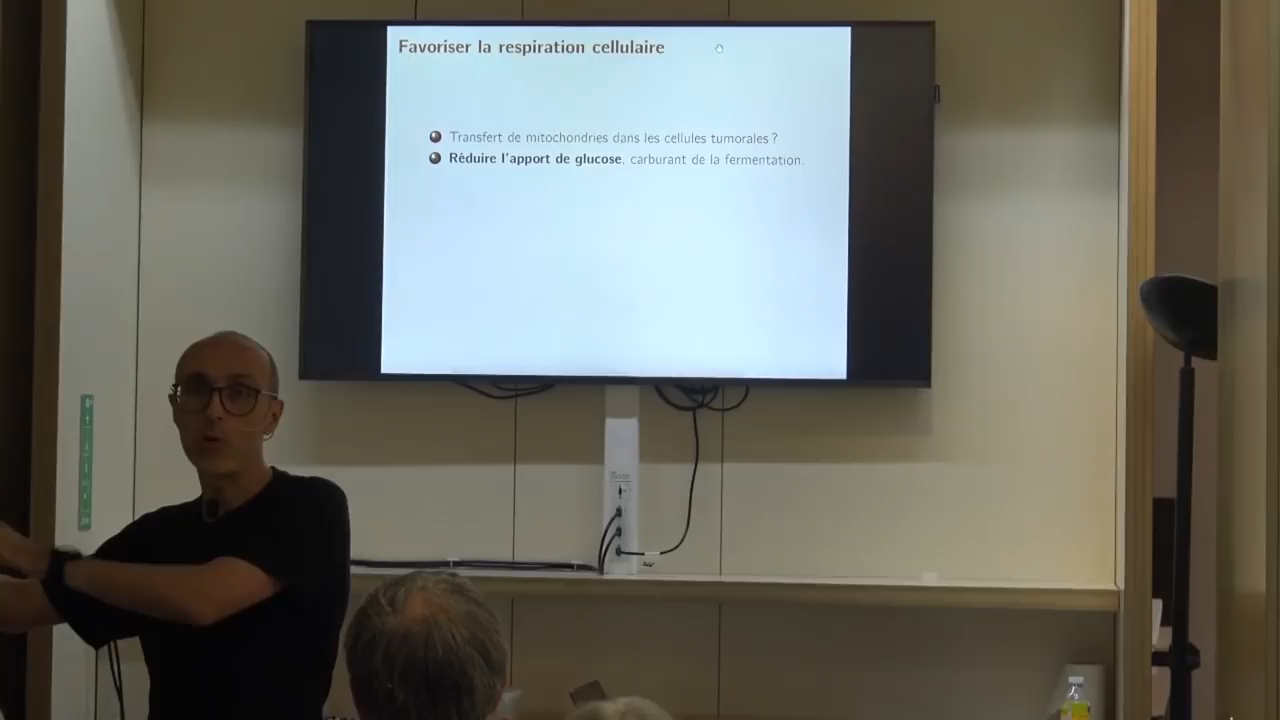 Favoriser la respiration cellulaire
Transfert de mitochondries dans les cellules tumorales ?
Réduire l'apport de glucose, carburant de la fermentation.